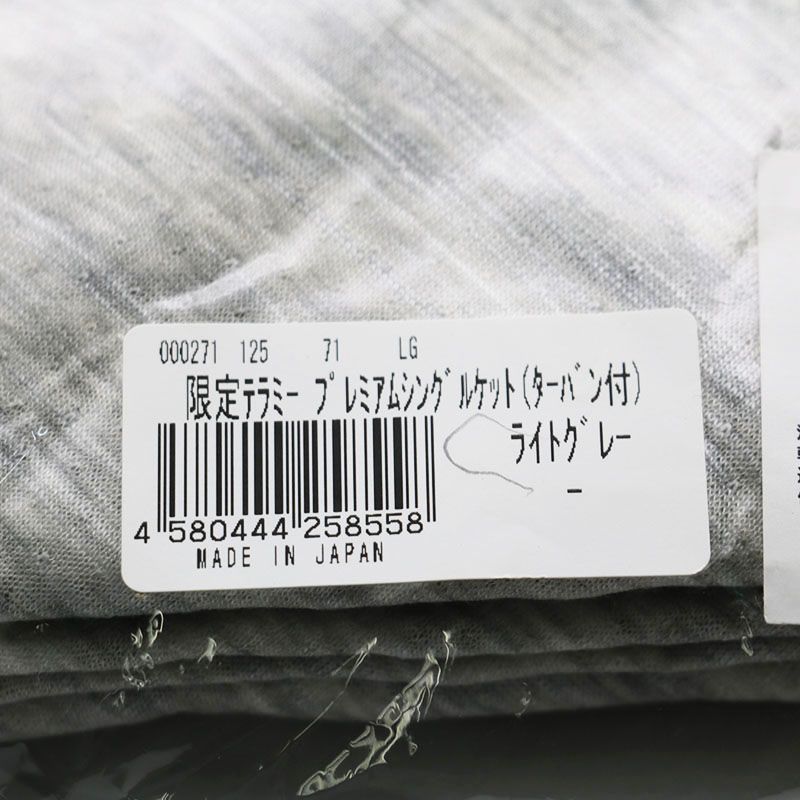 000271 125 71 LG
限定ﾃﾗﾐｰ ﾌﾟﾚﾐｱﾑｼﾝｸﾞﾙｹｯﾄ(ﾀｰﾊﾞﾝ付)
ﾗｲﾄｸﾞﾚｰ
-
4 580444 258558
MADE IN JAPAN